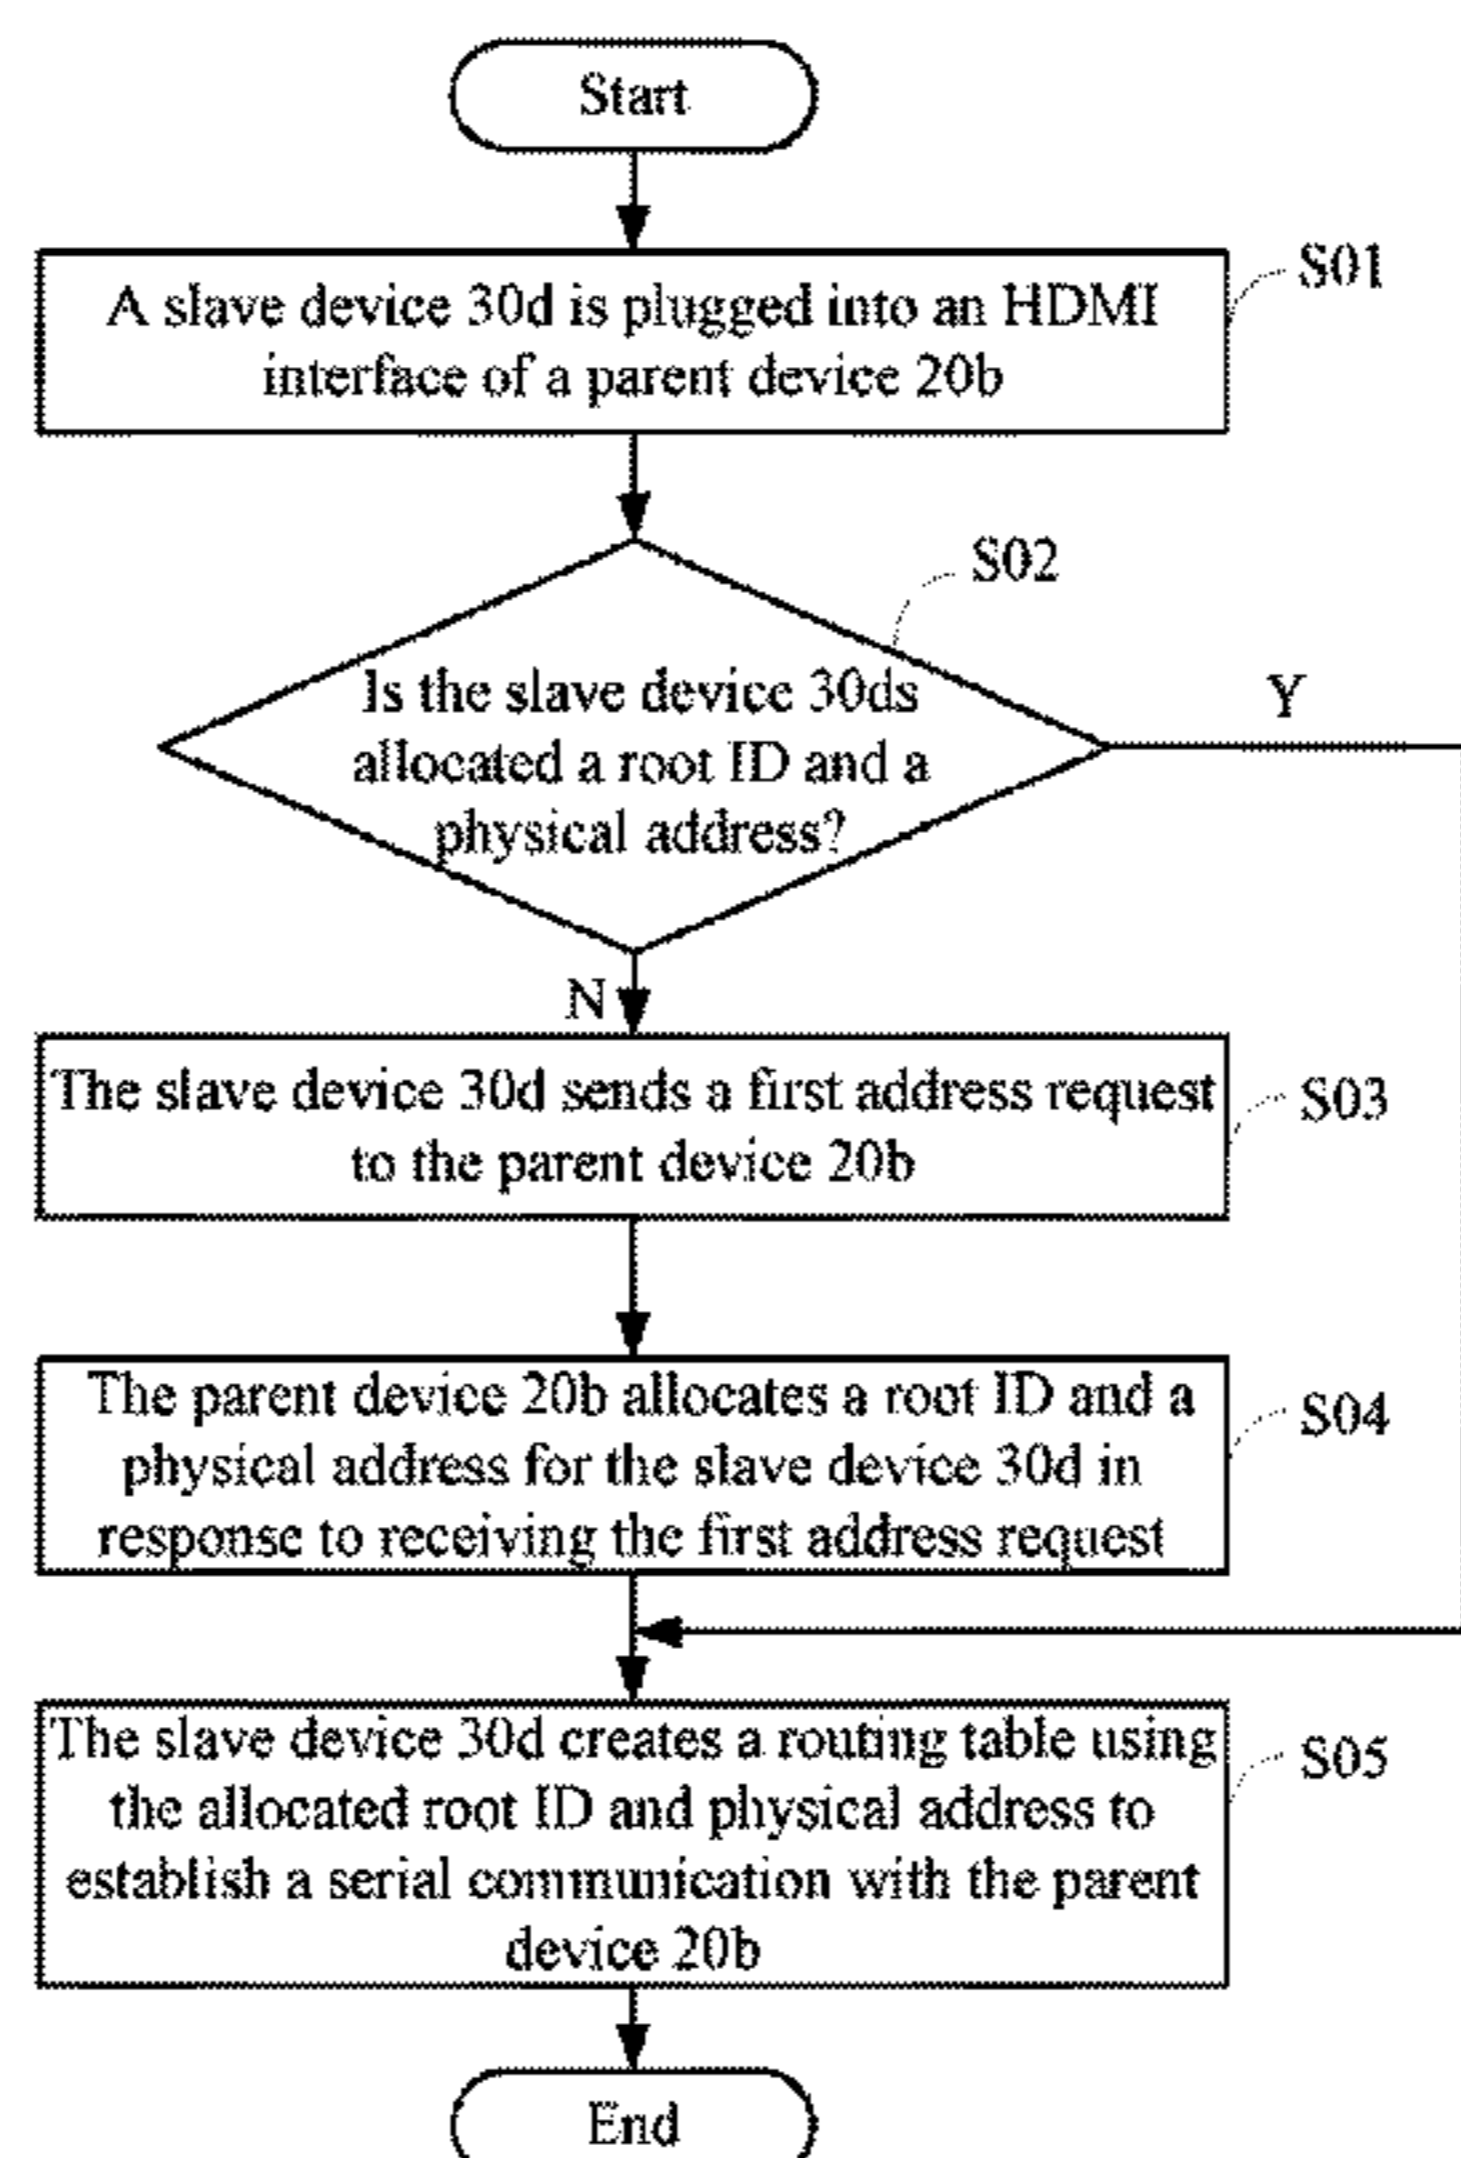 Start
A slave device 30d is plugged into an HDMI
interface of a parent device 20b
S01
S02
Is the slave device 30ds
allocated a root ID and a
physical address?
Y
N
The slave device 30d sends a first address request
to the parent device 20b
S03
The parent device 20b allocates a root ID and a
physical address for the slave device 30d in
response to receiving the first address request
S04
The slave device 30d creates a routing table using
the allocated root ID and physical address to
establish a serial communication with the parent
device 20b
S05
End